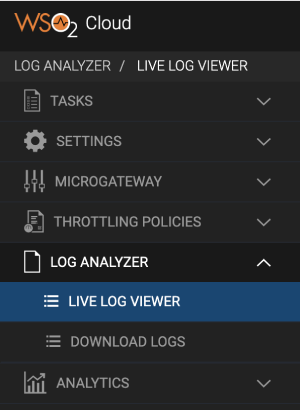 WSO2 Cloud
LOG ANALYZER / LIVE LOG VIEWER
TASKS
SETTINGS
MICROGATEWAY
THROTTLING POLICIES
LOG ANALYZER
LIVE LOG VIEWER
DOWNLOAD LOGS
ANALYTICS